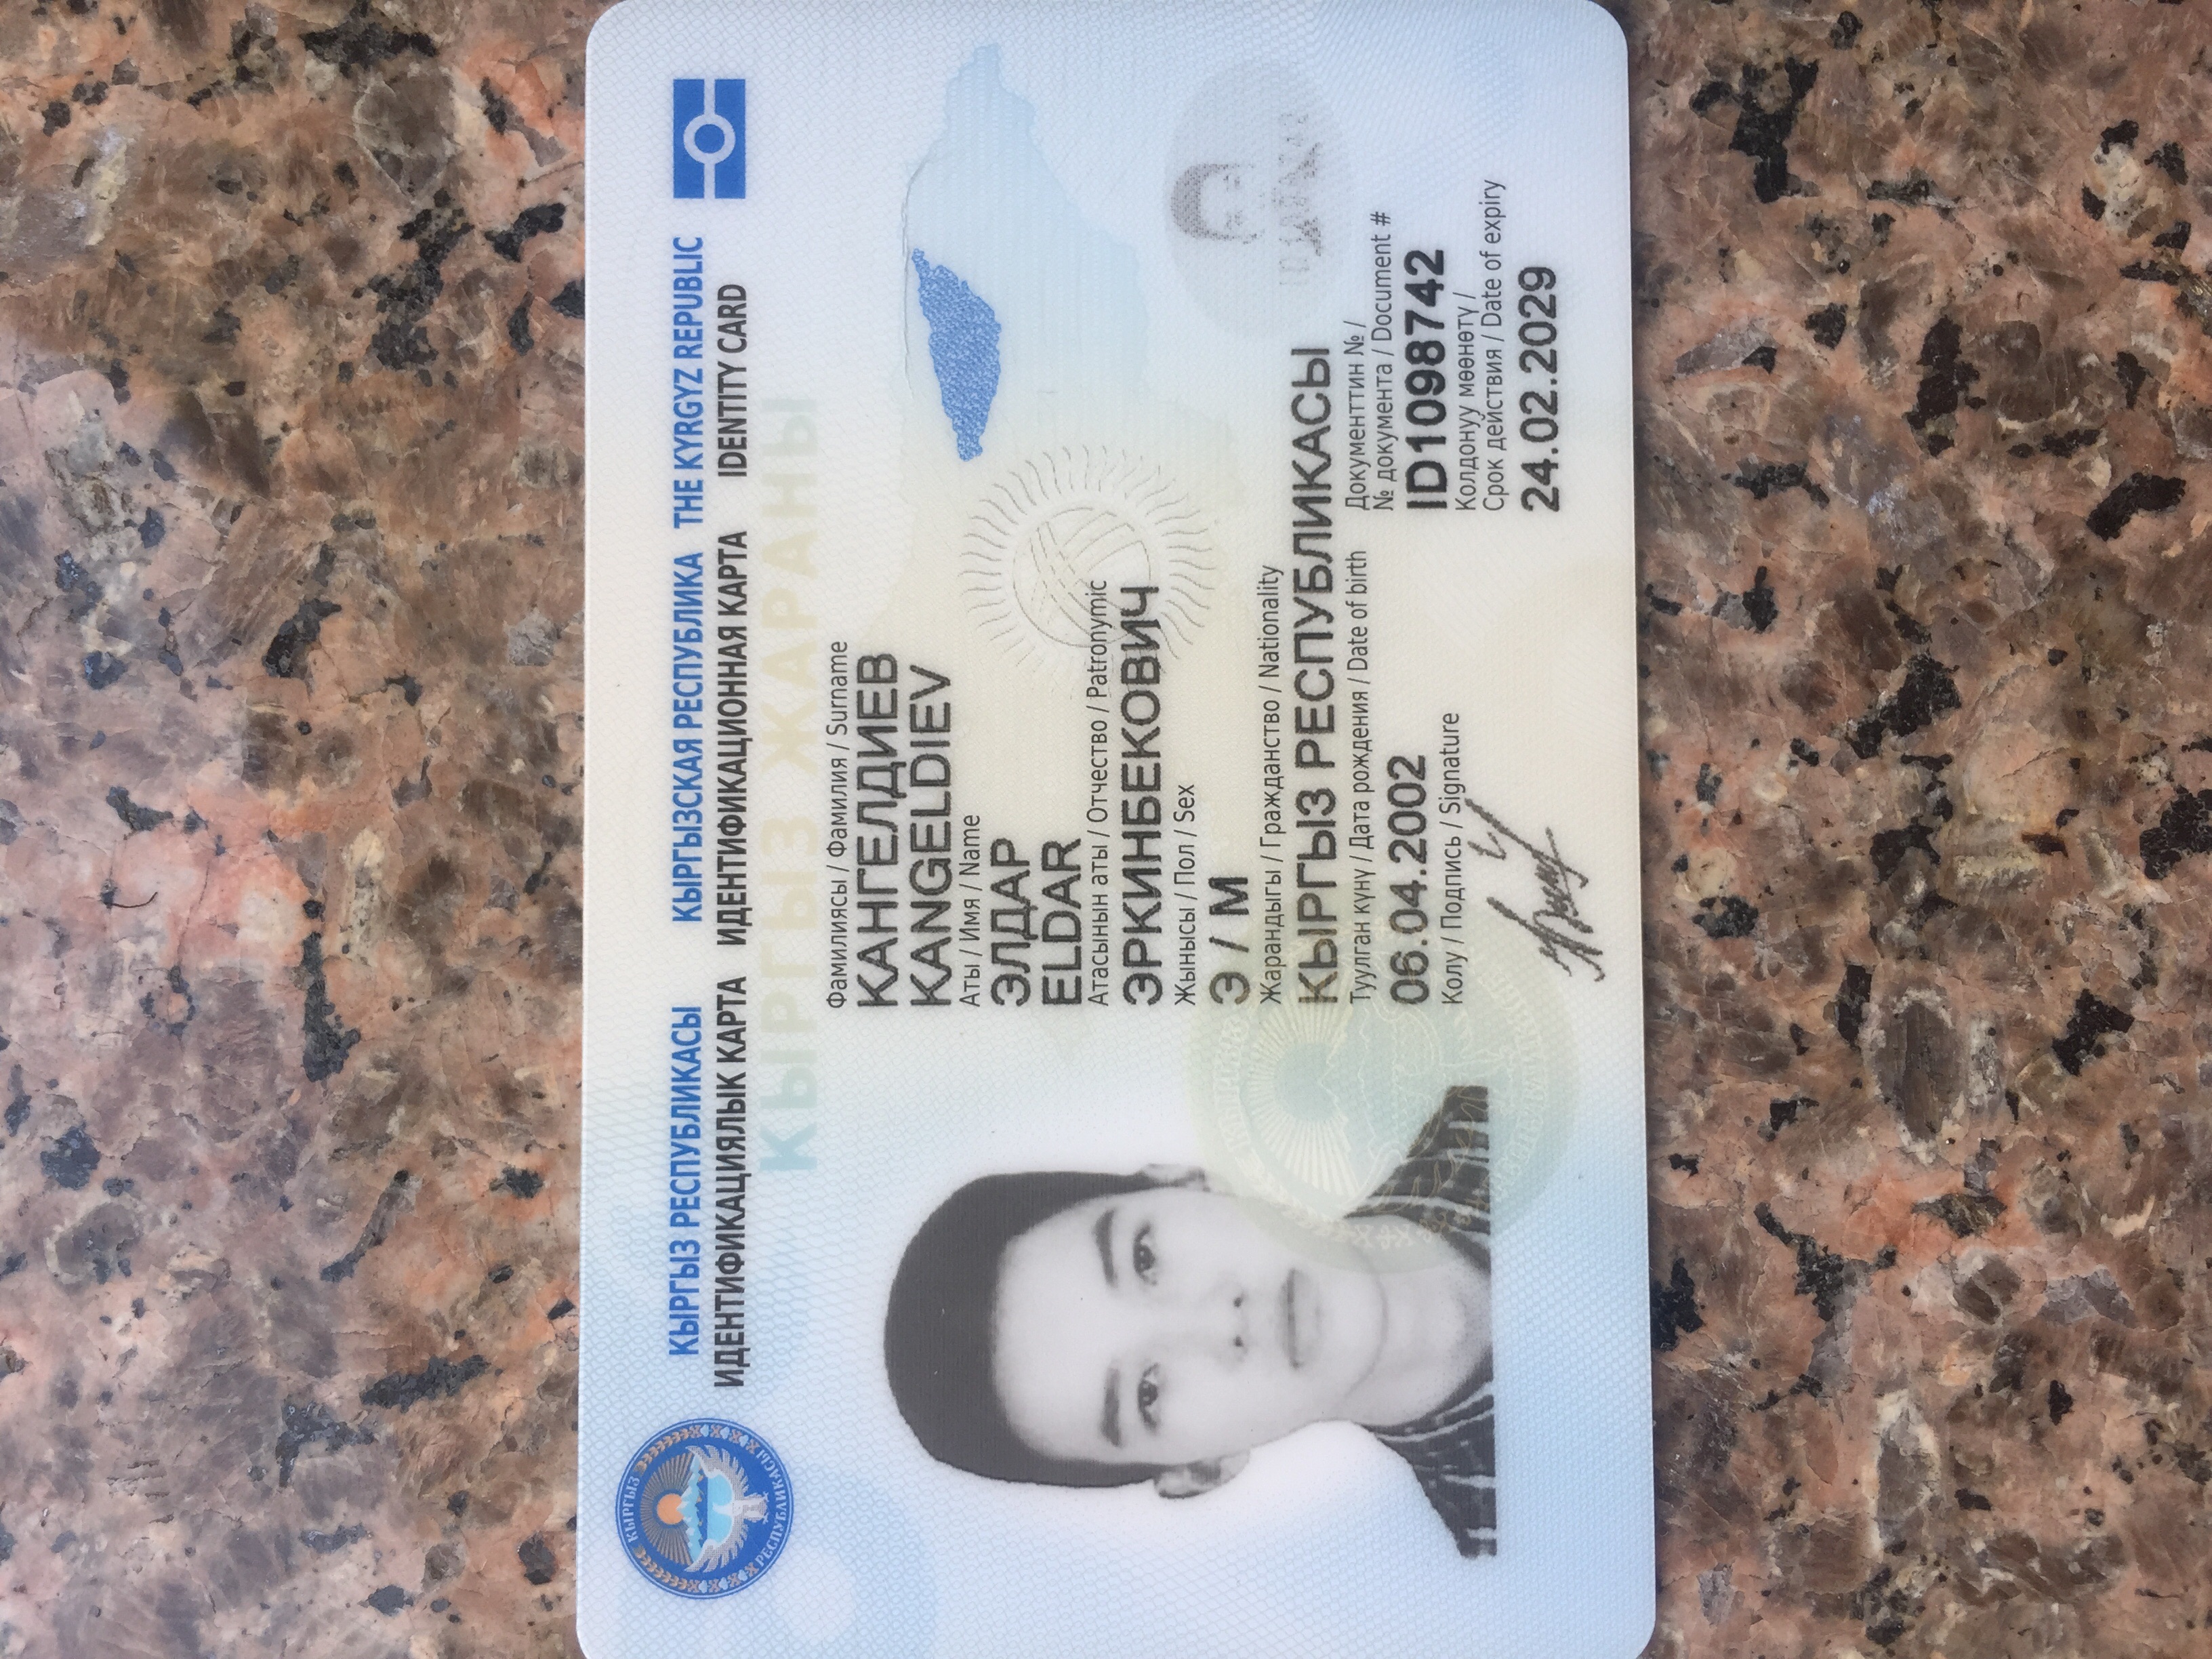 КЫРГЫЗ РЕСПУБЛИКАСЫ КЫРГЫЗСКАЯ РЕСПУБЛИКА THE KYRGYZ REPUBLIC
ИДЕНТИФИКАЦИЯЛЫК КАРТА ИДЕНТИФИКАЦИОННАЯ КАРТА IDENTITY CARD
КЫРГЫЗ РЕСПУБЛИКАСЫ
КЫРГЫЗ ЖАРАНЫ
Фамилиясы / Фамилия / Surname
КАНГЕЛДИЕВ
KANGELDIEV
Аты / Имя / Name
ЭЛДАР
ELDAR
Атасынын аты / Отчество / Patronymic
ЭРКИНБЕКОВИЧ
Жынысы / Пол / Sex
Э / М
Жарандыгы / Гражданство / Nationality
КЫРГЫЗ РЕСПУБЛИКАСЫ
Туулган күнү / Дата рождения / Date of birth
06.04.2002
Документтин № /
№ документа / Document #
ID1098742
Колу / Подпись / Signature
Колдонуу мөөнөтү /
Срок действия / Date of expiry
24.02.2029